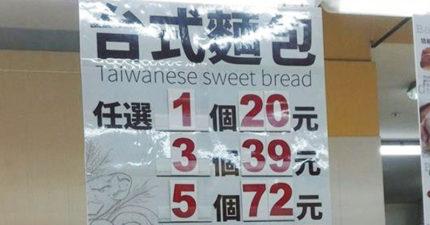 台式麵包
Taiwanese sweet bread
任選 1 個 20 元
3 個 39 元
5 個 72 元